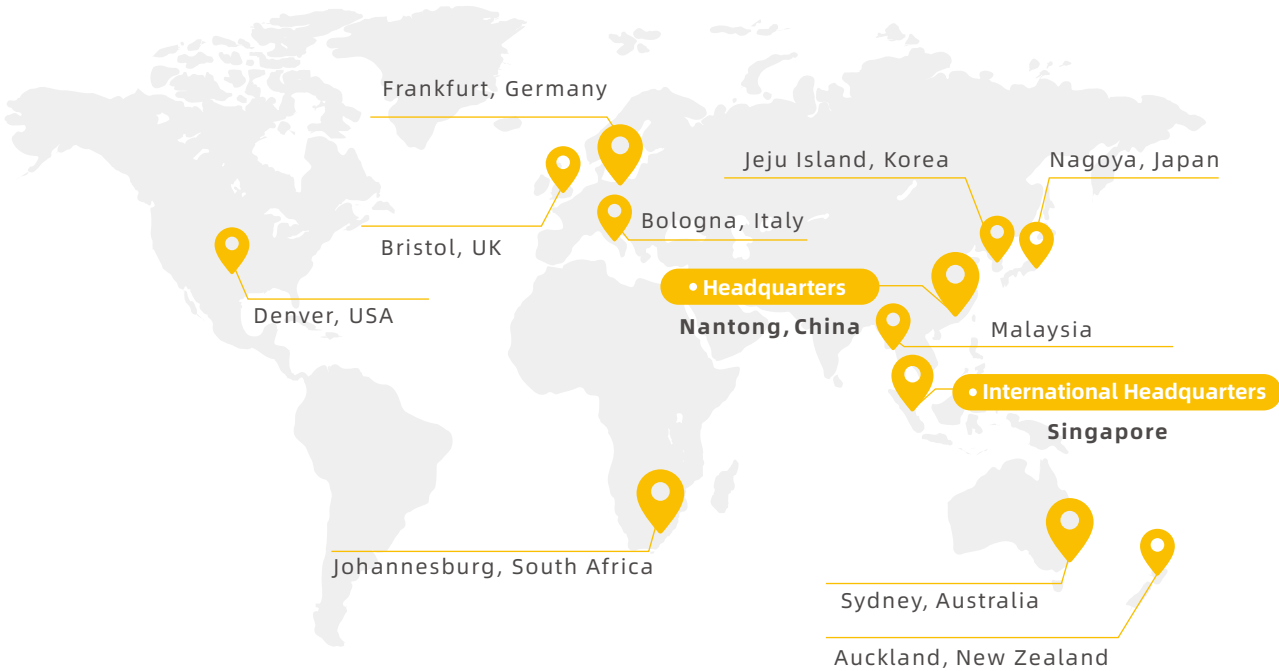 Frankfurt, Germany
Jeju Island, Korea
Nagoya, Japan
Bologna, Italy
Bristol, UK
• Headquarters
Nantong, China
Denver, USA
Malaysia
• International Headquarters
Singapore
Johannesburg, South Africa
Sydney, Australia
Auckland, New Zealand